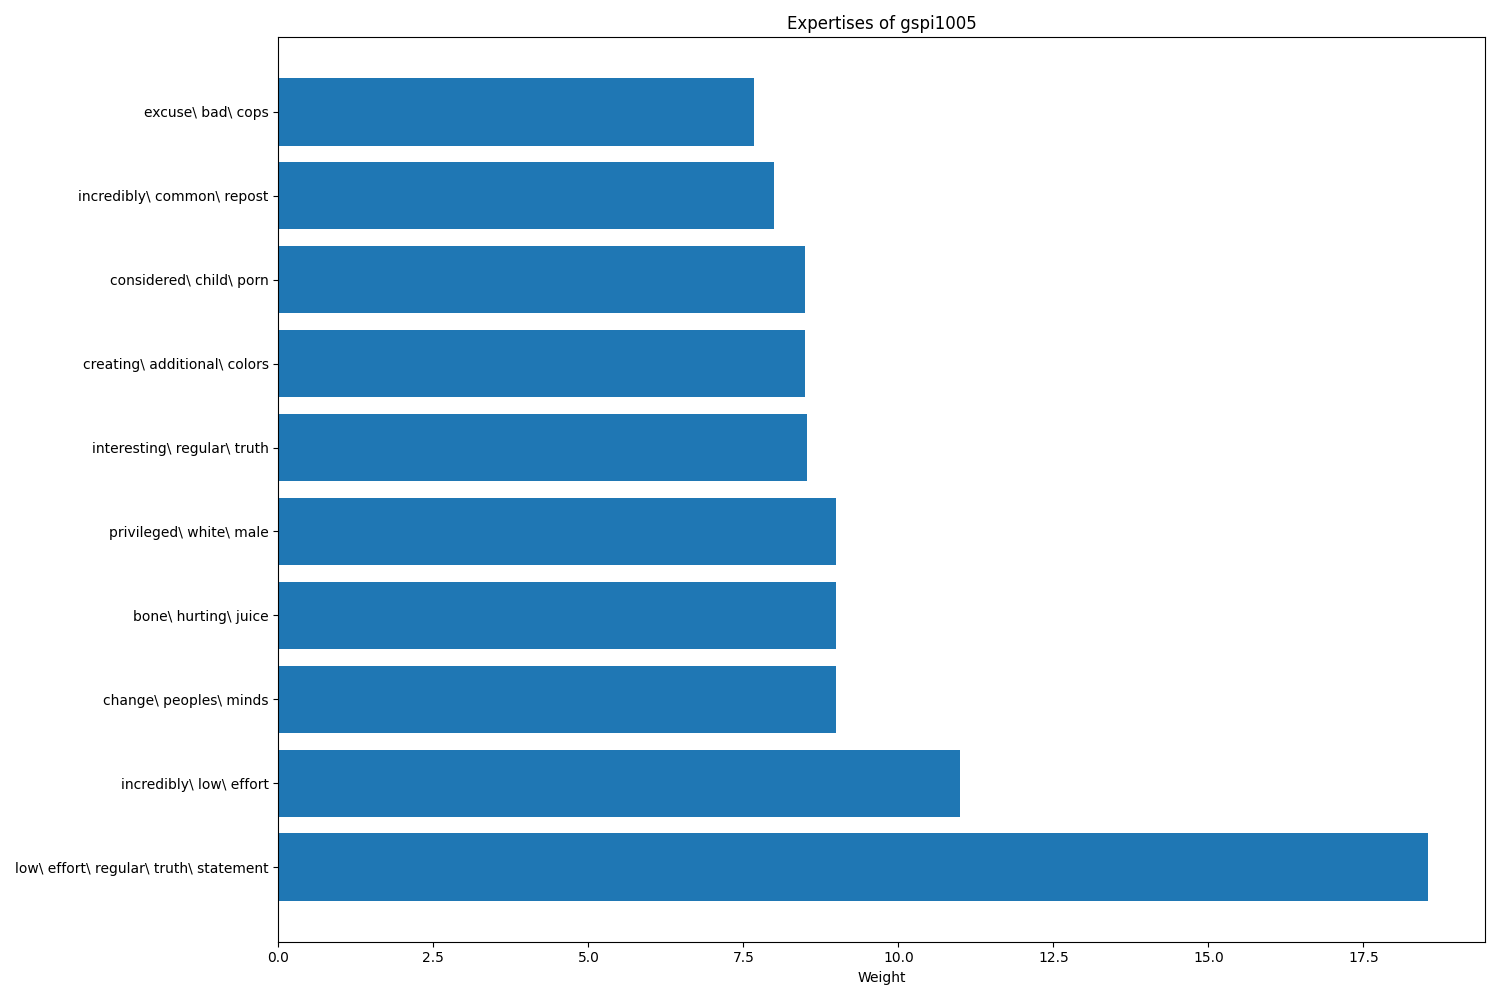 Expertises of gspi1005
excuse\ bad\ cops
incredibly\ common\ repost
considered\ child\ porn
creating\ additional\ colors
interesting\ regular\ truth
privileged\ white\ male
bone\ hurting\ juice
change\ peoples\ minds
incredibly\ low\ effort
low\ effort\ regular\ truth\ statement
0.0 2.5 5.0 7.5 10.0 12.5 15.0 17.5
Weight